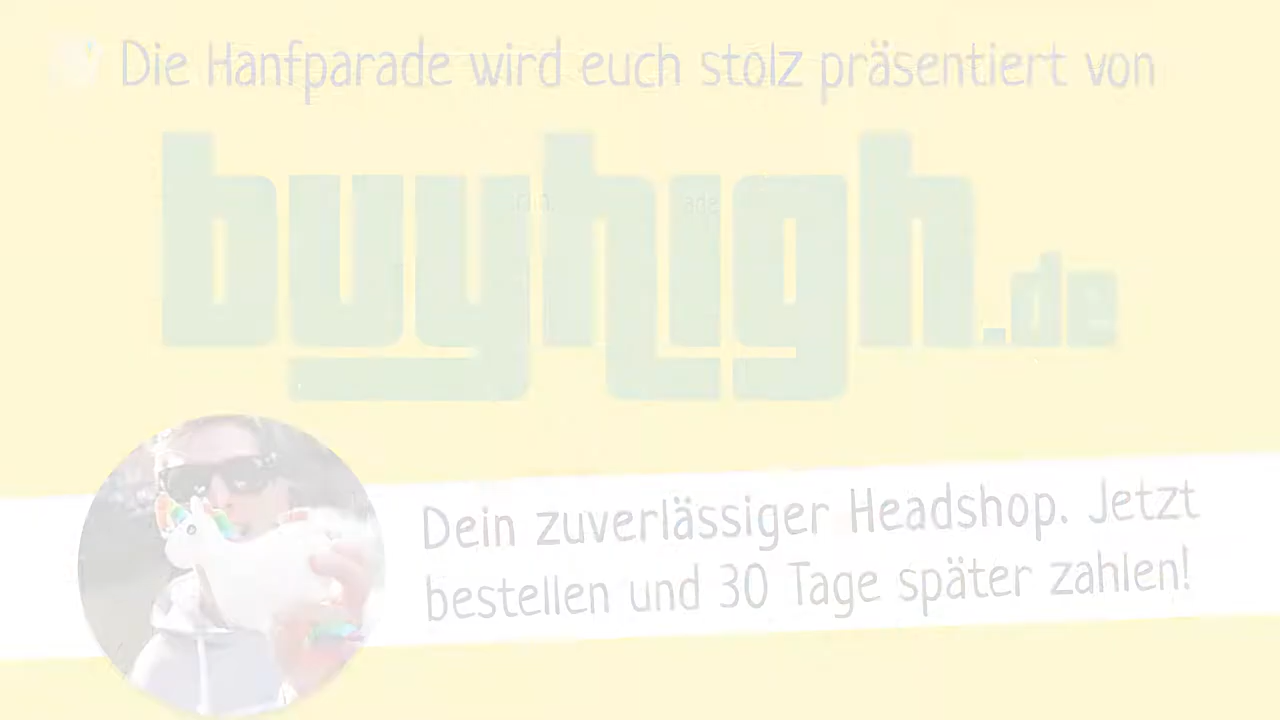 Die Hanfparade wird euch stolz präsentiert von
buyhigh.de
Dein zuverlässiger Headshop. Jetzt
bestellen und 30 Tage später zahlen!